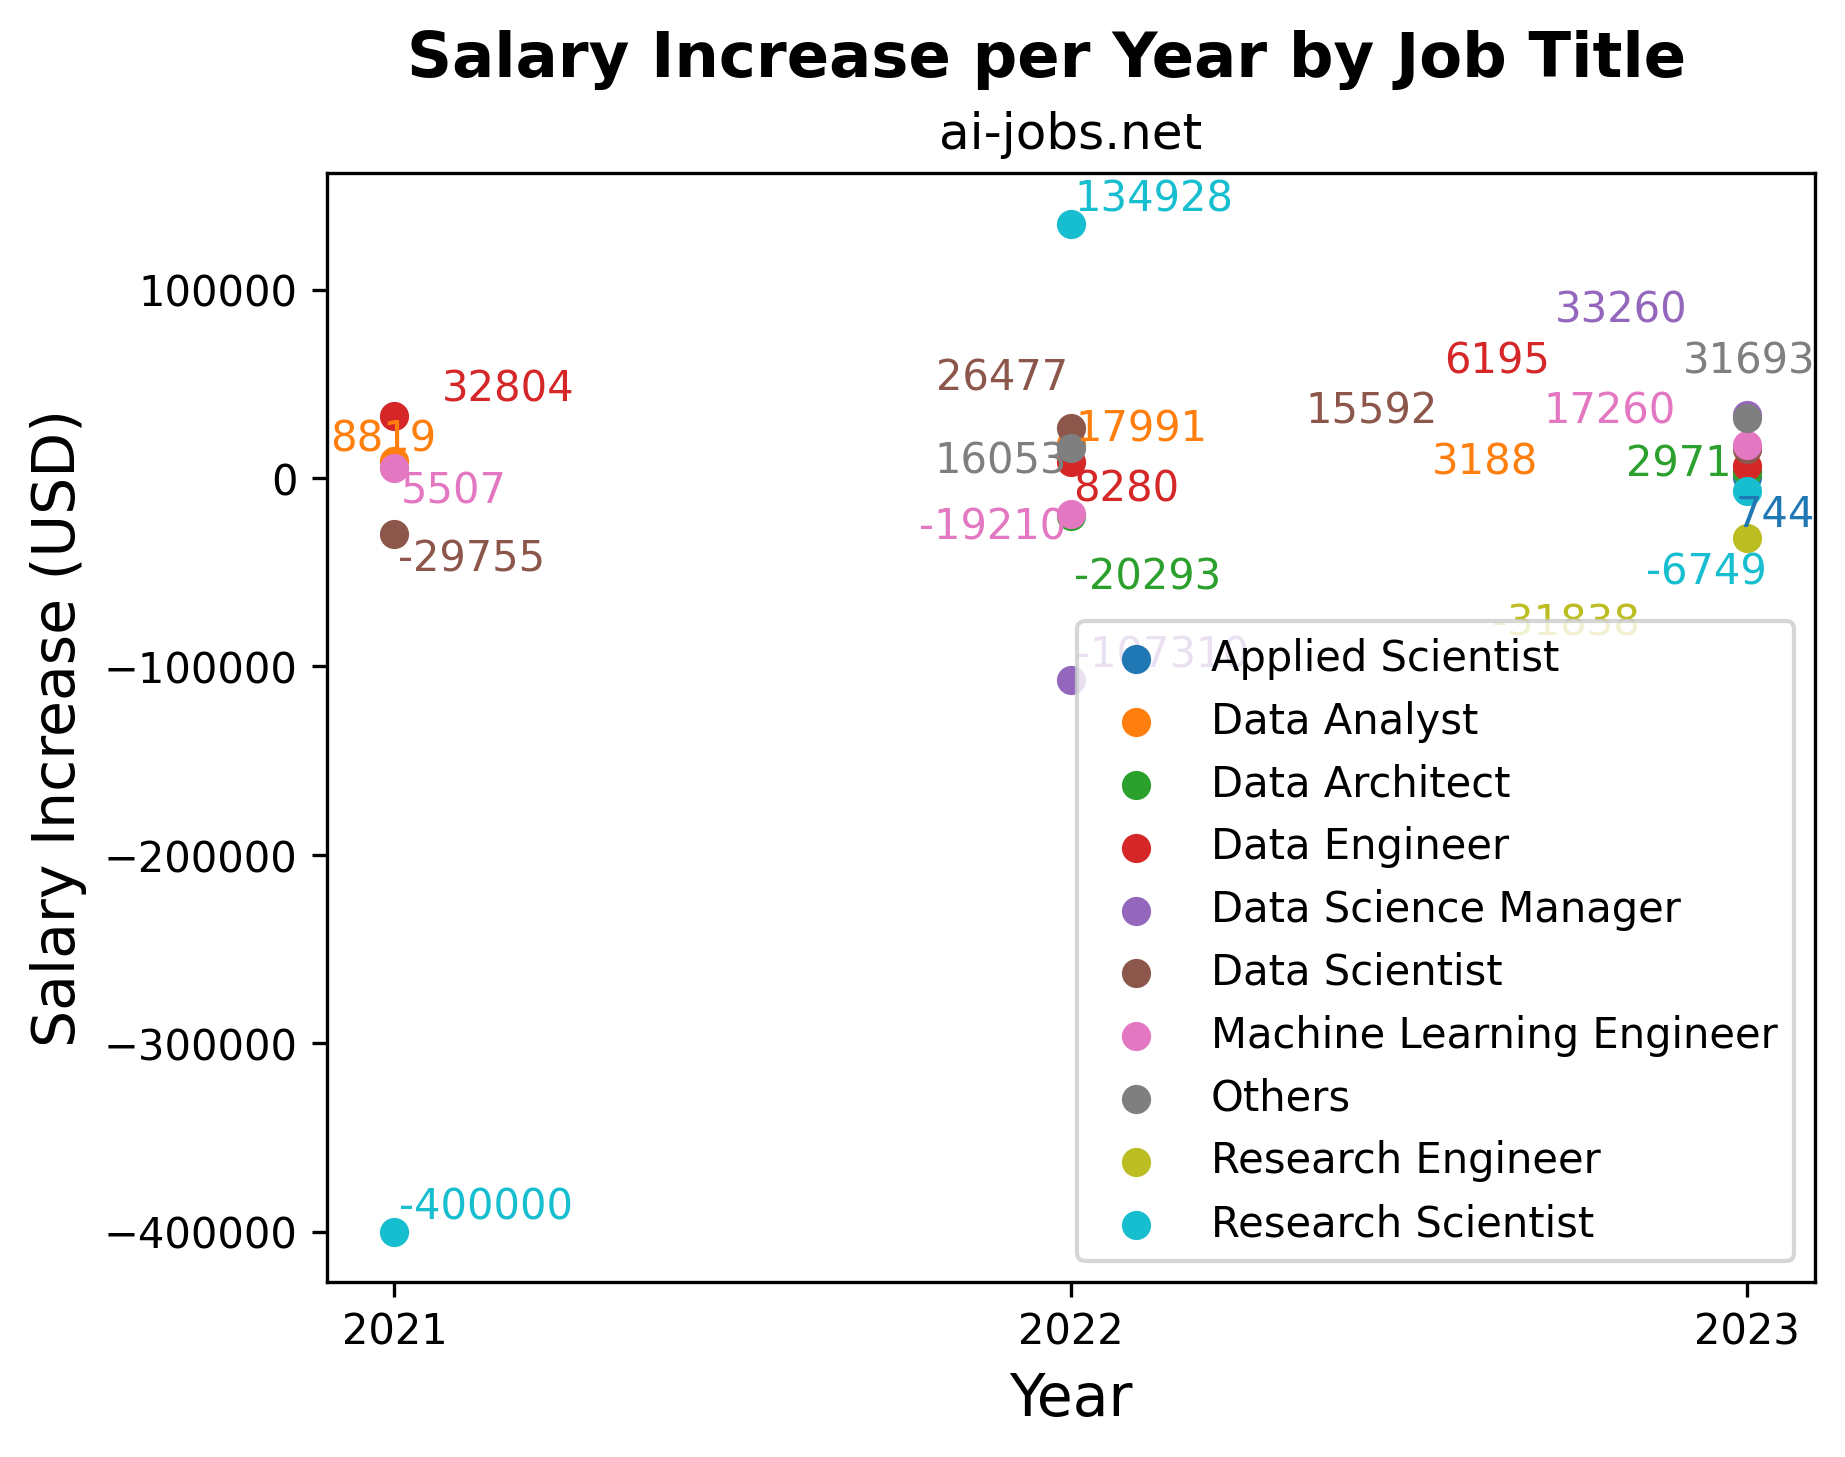 Salary Increase per Year by Job Title
ai-jobs.net
Salary Increase (USD)
100000
0
−100000
−200000
−300000
−400000
32804
8819
5507
-29755
-400000
134928
26477
17991
16053
8280
-19210
-20293
33260
6195
31693
15592
17260
3188
2971
744
-6749
-31838
Applied Scientist
Data Analyst
Data Architect
Data Engineer
Data Science Manager
Data Scientist
Machine Learning Engineer
Others
Research Engineer
Research Scientist
2021
2022
2023
Year